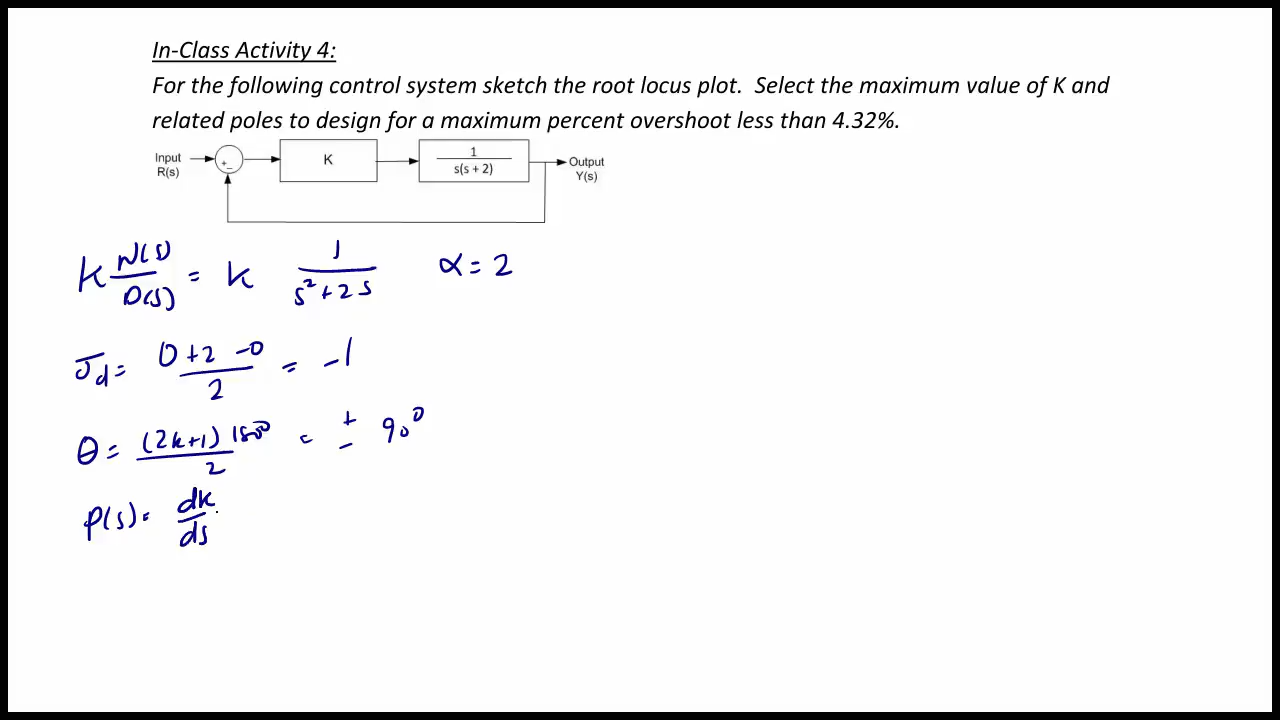 In-Class Activity 4:
For the following control system sketch the root locus plot. Select the maximum value of K and
related poles to design for a maximum percent overshoot less than 4.32%.
Input R(s)
+
−
K
1
s(s + 2)
Output Y(s)
K N(s)/D(s) = K 1/(s² + 2s) α = 2
σd = (0 + 2 - 0)/2 = -1
θ = (2k+1) 180°/2 = ± 90°
P(s) = dk/ds